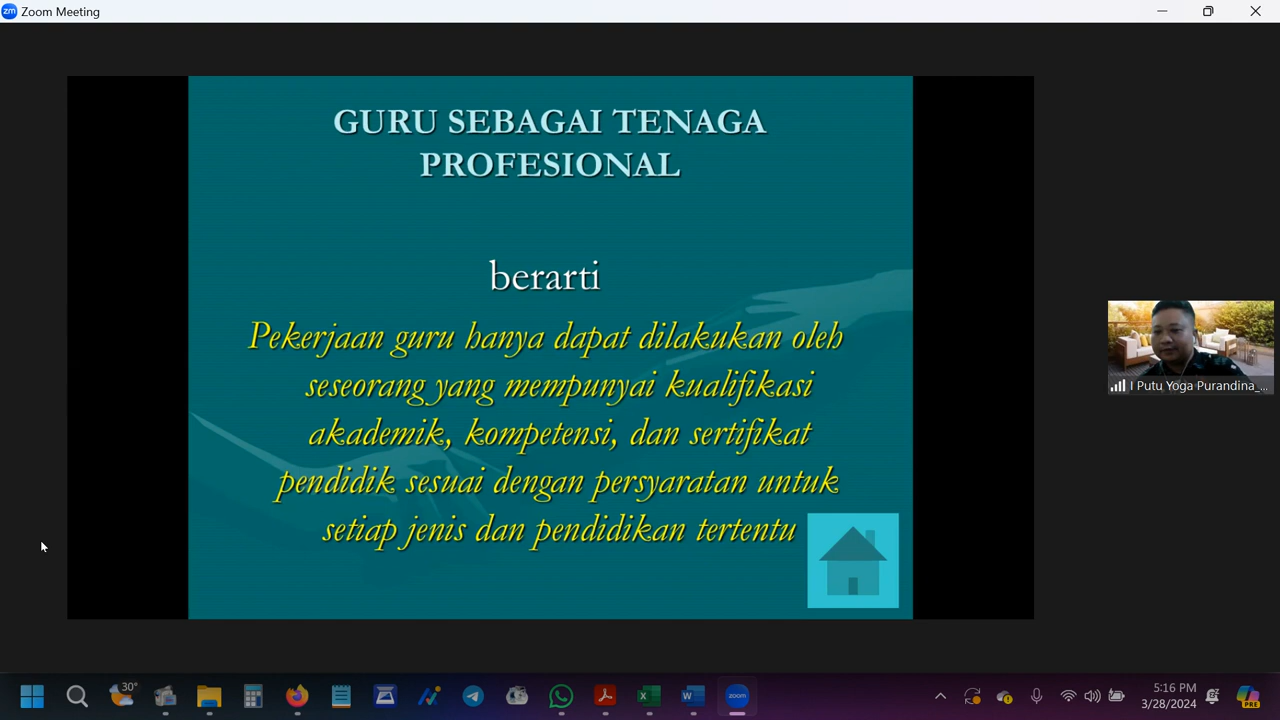 Zoom Meeting
GURU SEBAGAI TENAGA
PROFESIONAL
berarti
Pekerjaan guru hanya dapat dilakukan oleh
seseorang yang mempunyai kualifikasi
akademik, kompetensi, dan sertifikat
pendidik sesuai dengan persyaratan untuk
setiap jenis dan pendidikan tertentu
I Putu Yoga Purandina_...
30°
zoom
5:16 PM
3/28/2024
PRE